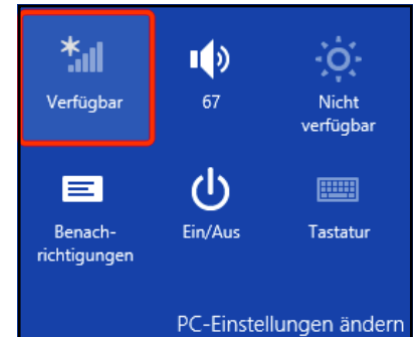 Verfügbar
67
Nicht
verfügbar
Benach-
richtigungen
Ein/Aus
Tastatur
PC-Einstellungen ändern